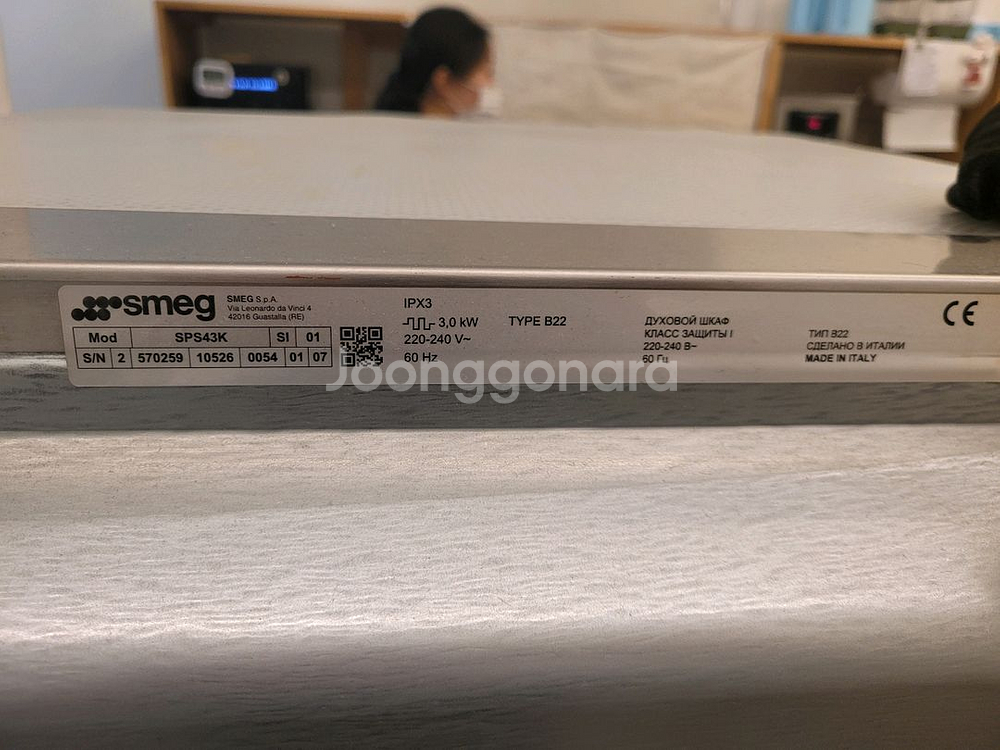 smeg
SMEG S.p.A.
Via Leonardo da Vinci 4
42016 Guastalla (RE)
Mod SPS43K SI 01
S/N 2 570259 10526 0054 01 07
IPX3
3,0 kW
220-240 V~
60 Hz
TYPE B22
ДУХОВОЙ ШКАФ
КЛАСС ЗАЩИТЫ I
220-240 В~
60 Гц
ТИП B22
СДЕЛАНО В ИТАЛИИ
MADE IN ITALY
CE
Joonggonara